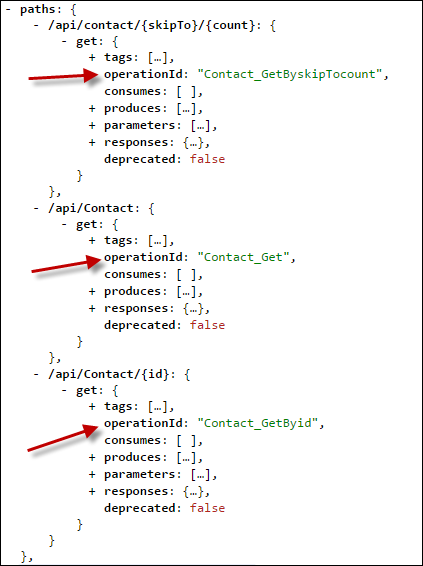 - paths: {
- /api/contact/{skipTo}/{count}: {
- get: {
+ tags: […],
operationId: "Contact_GetByskipTocount",
consumes: [ ],
+ produces: […],
+ parameters: […],
+ responses: {…},
deprecated: false
}
},
- /api/Contact: {
- get: {
+ tags: […],
operationId: "Contact_Get",
consumes: [ ],
+ produces: […],
+ responses: {…},
deprecated: false
}
},
- /api/Contact/{id}: {
- get: {
+ tags: […],
operationId: "Contact_GetByid",
consumes: [ ],
+ produces: […],
+ parameters: […],
+ responses: {…},
deprecated: false
}
}
},